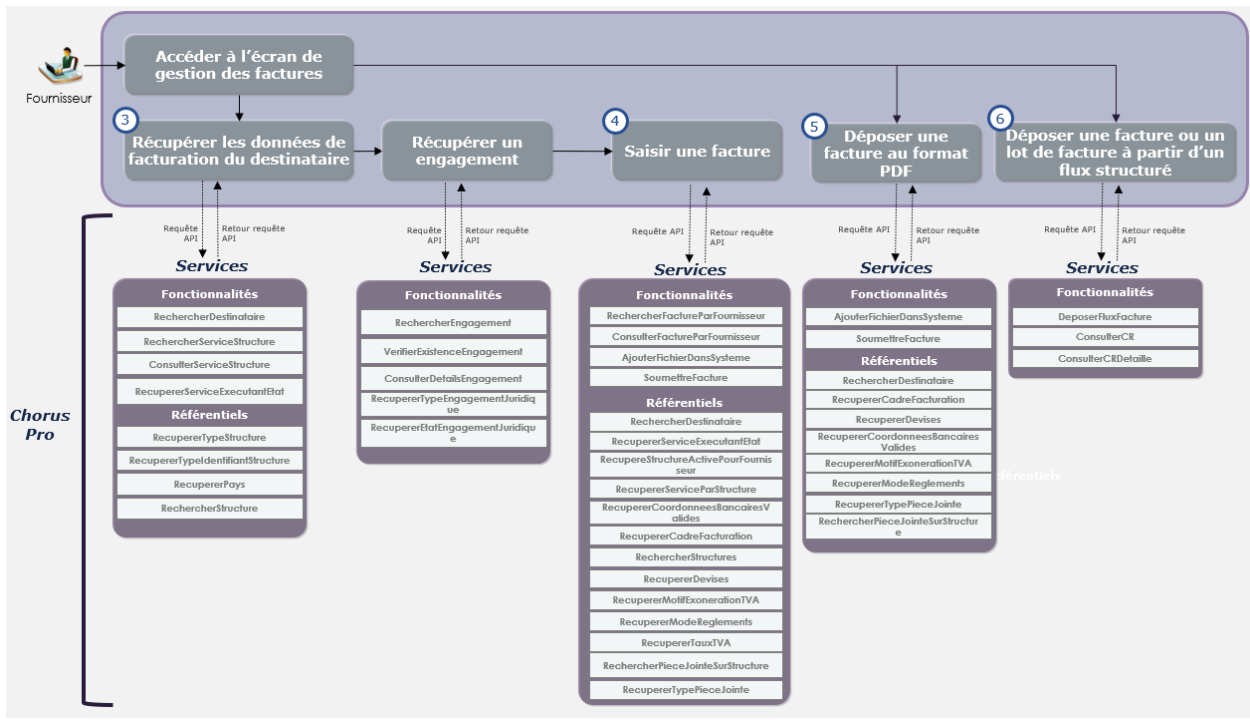 Fournisseur
Accéder à l'écran de
gestion des factures
3
Récupérer les données de
facturation du destinataire
Récupérer un
engagement
4
Saisir une facture
5
Déposer une
facture au format
PDF
6
Déposer une facture ou un
lot de facture à partir d'un
flux structuré
Chorus
Pro
Requête
API
Retour requête
API
Services
Fonctionnalités
RechercherDestinataire
RechercherServiceStructure
ConsulterServiceStructure
RecupererServiceExecutantEtat
Référentiels
RecupererTypeStructure
RecupererTypeIdentifiantStructure
RecupererPays
RechercherStructure
Requête
API
Retour requête
API
Services
Fonctionnalités
RechercherEngagement
VerifierExistenceEngagement
ConsulterDetailsEngagement
RecupererTypeEngagementJuridiq
ue
RecupererEtatEngagementJuridiqu
e
Requête API
Retour requête
API
Services
Fonctionnalités
RechercherFactureParFournisseur
ConsulterFactureParFournisseur
AjouterFichierDansSysteme
SoumettreFacture
Référentiels
RechercherDestinataire
RecupererServiceExecutantEtat
RecupereStructureActivePourFournis
seur
RecupererServiceParStructure
RecupererCoordonneesBancairesV
alides
RecupererCadreFacturation
RechercherStructures
RecupererDevises
RecupererMotifExonerationTVA
RecupererModeReglements
RecupererTauxTVA
RechercherPieceJointeSurStructure
RecupererTypePieceJointe
Requête API
Retour requête
API
Services
Fonctionnalités
AjouterFichierDansSysteme
SoumettreFacture
Référentiels
RechercherDestinataire
RecupererCadreFacturation
RecupererDevises
RecupererCoordonneesBancaires
Valides
RecupererMotifExonerationTVA
RecupererModeReglements
RecupererTypePieceJointe
RechercherPieceJointeSurStructur
e
éférentiels
Requête API
Retour requête
API
Services
Fonctionnalités
DeposerFluxFacture
ConsulterCR
ConsulterCRDetaille